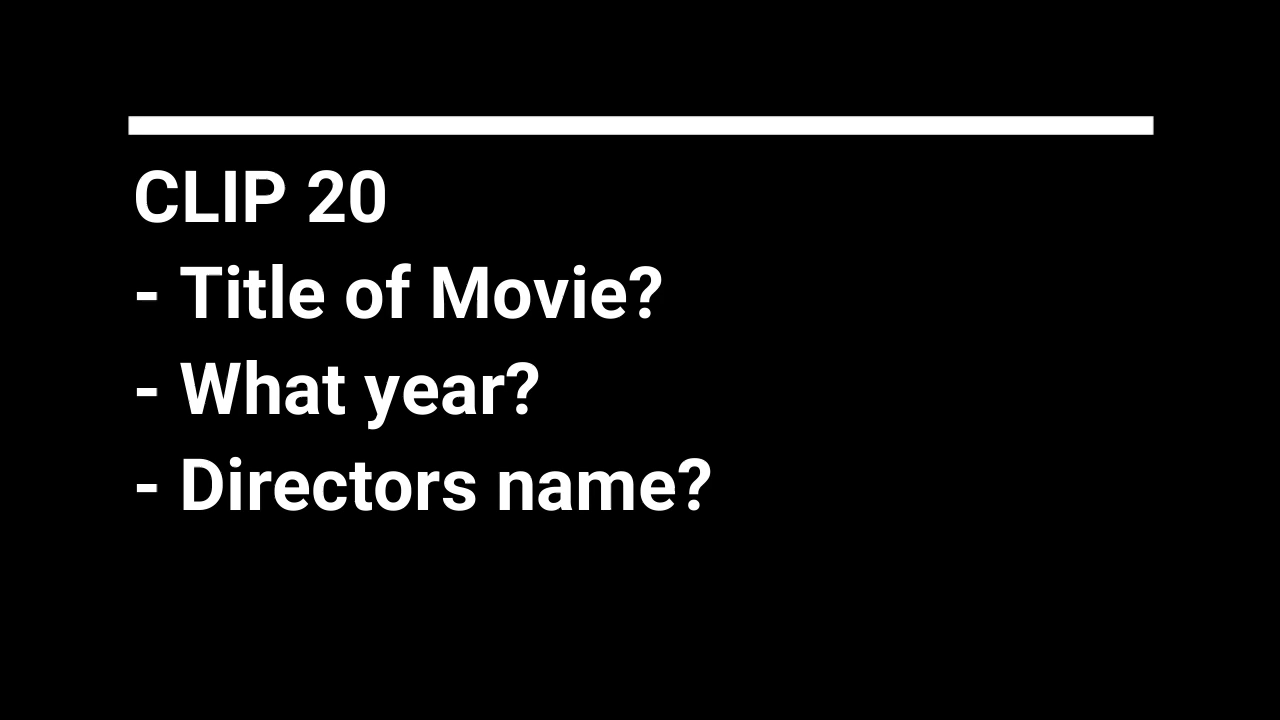 CLIP 20
- Title of Movie?
- What year?
- Directors name?